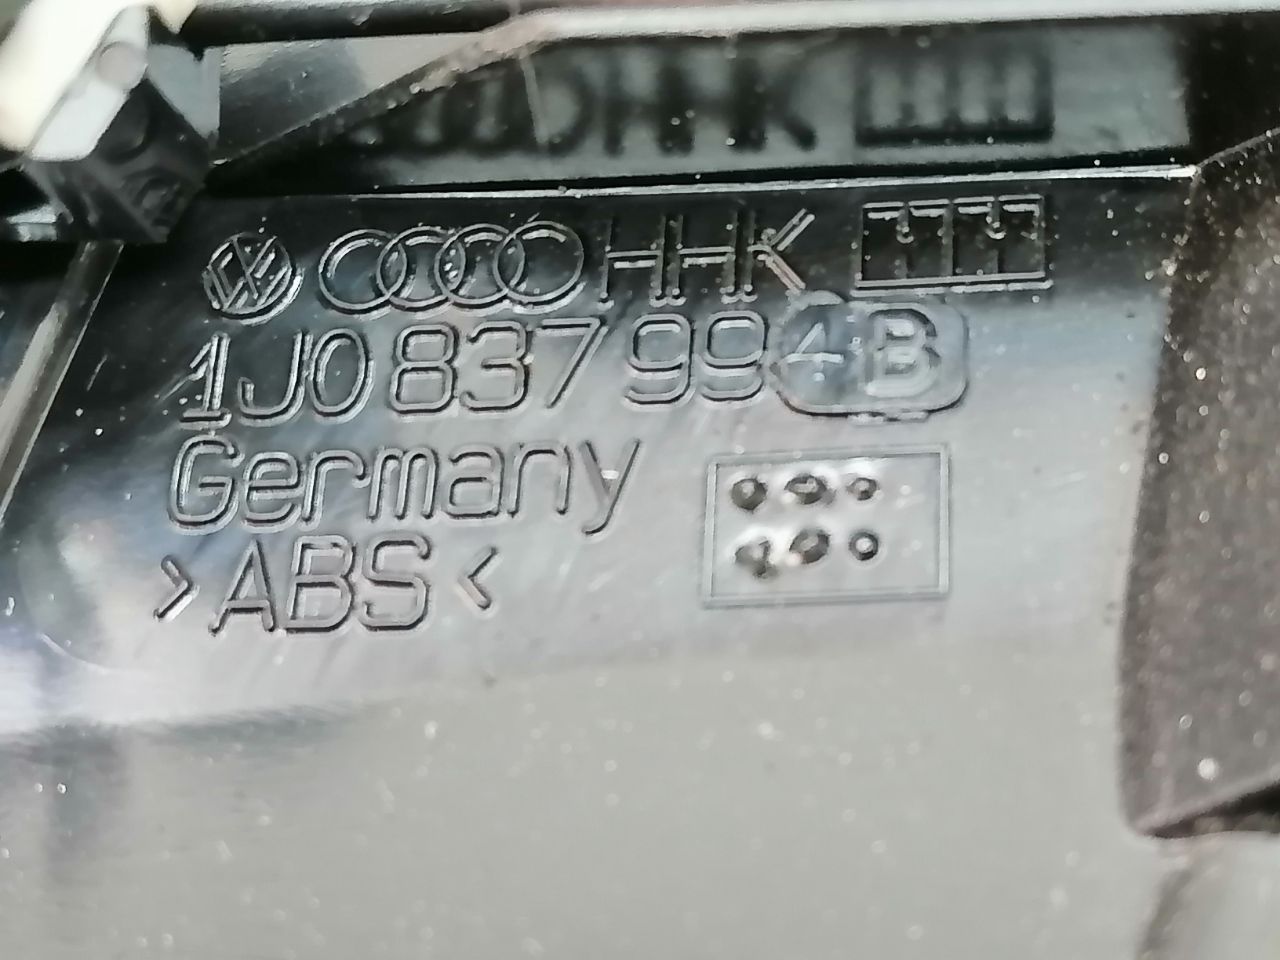 HHK
1J0 837 994 B
Germany
>ABS<